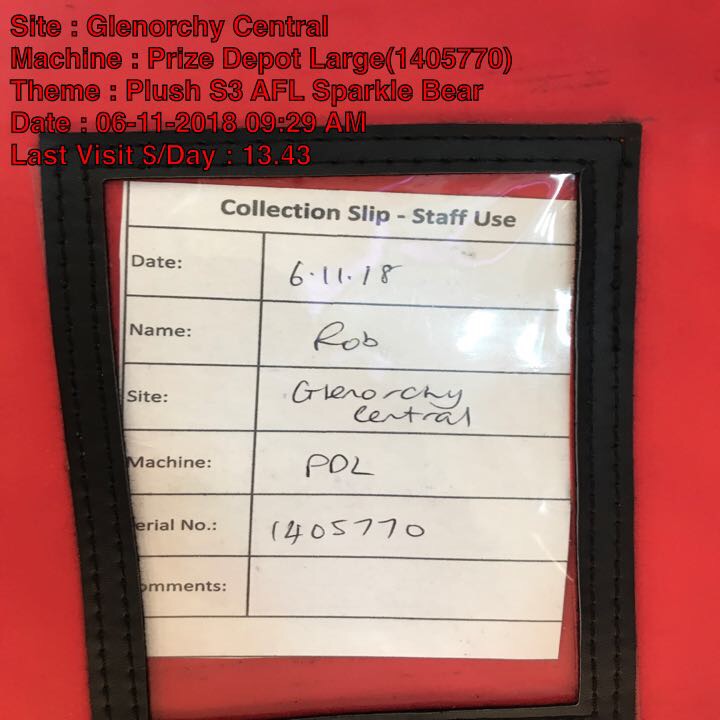 Site : Glenorchy Central
Machine : Prize Depot Large(1405770)
Theme : Plush S3 AFL Sparkle Bear
Date : 06-11-2018 09:29 AM
Last Visit $/Day : 13.43
Collection Slip - Staff Use
Date: 6.11.18
Name: Rob
Site: Glenorchy
Central
Machine: PDL
erial No.: 1405770
omments: